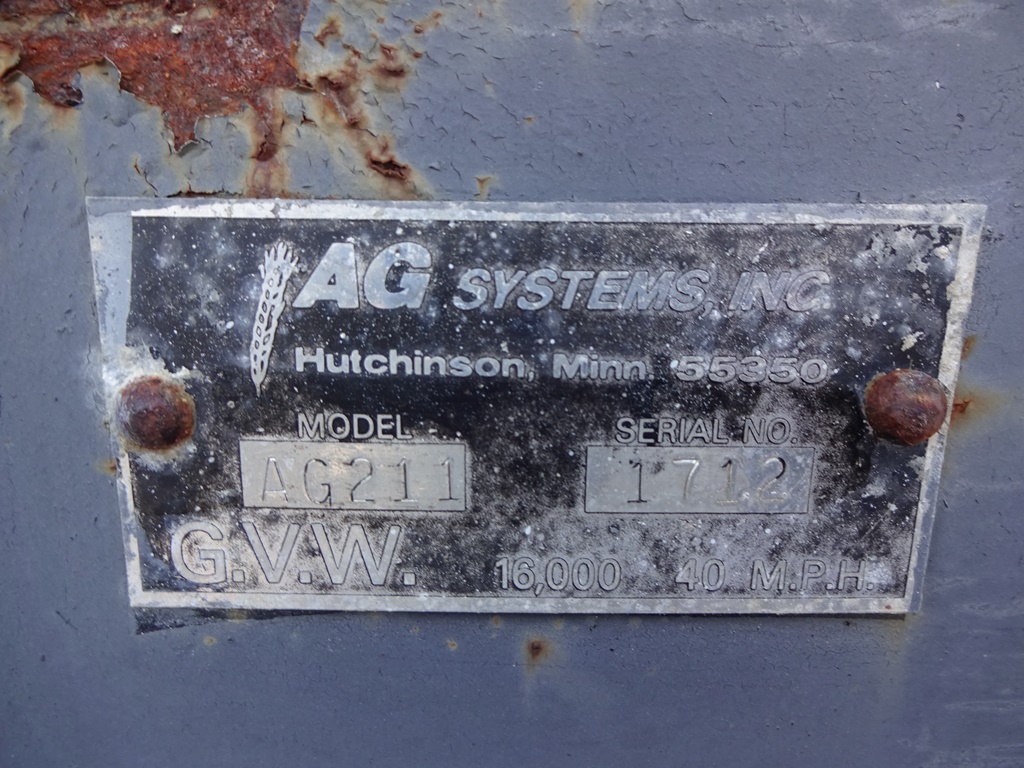 AG SYSTEMS, INC.
Hutchinson, Minn. 55350
MODEL SERIAL NO.
AG211 1712
G.V.W. 16,000 40 M.P.H.